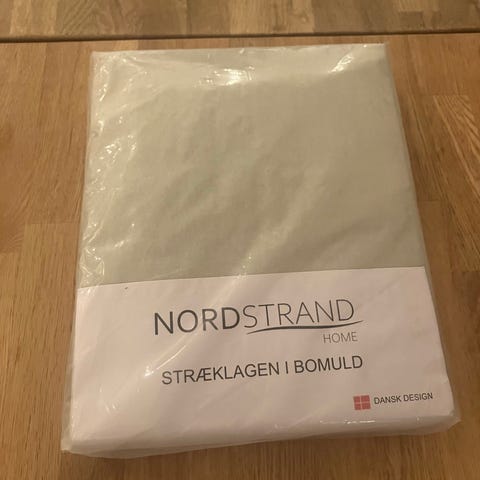 NORDSTRAND
HOME
STRÆKLAGEN I BOMULD
DANSK DESIGN